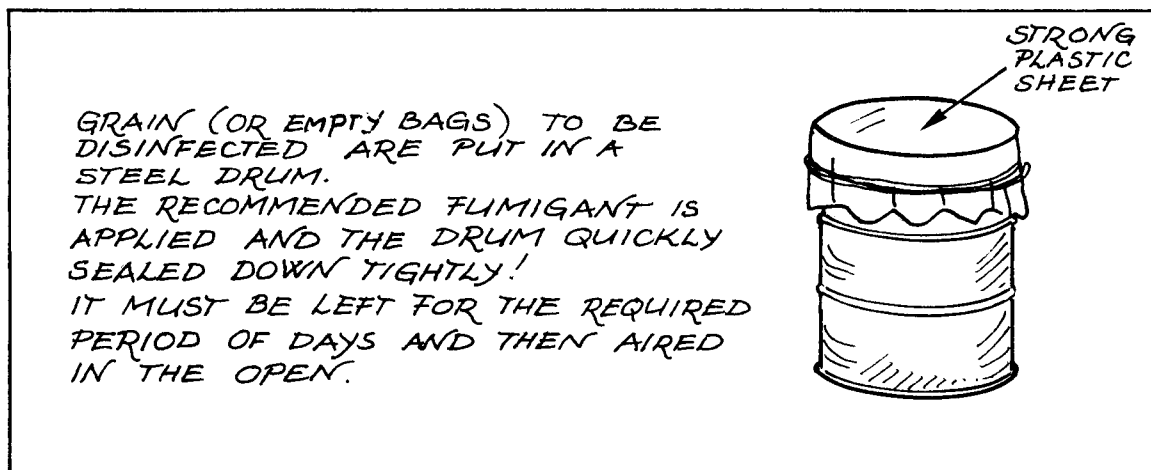 STRONG
PLASTIC
SHEET
GRAIN (OR EMPTY BAGS) TO BE
DISINFECTED ARE PUT IN A
STEEL DRUM.
THE RECOMMENDED FUMIGANT IS
APPLIED AND THE DRUM QUICKLY
SEALED DOWN TIGHTLY!
IT MUST BE LEFT FOR THE REQUIRED
PERIOD OF DAYS AND THEN AIRED
IN THE OPEN.